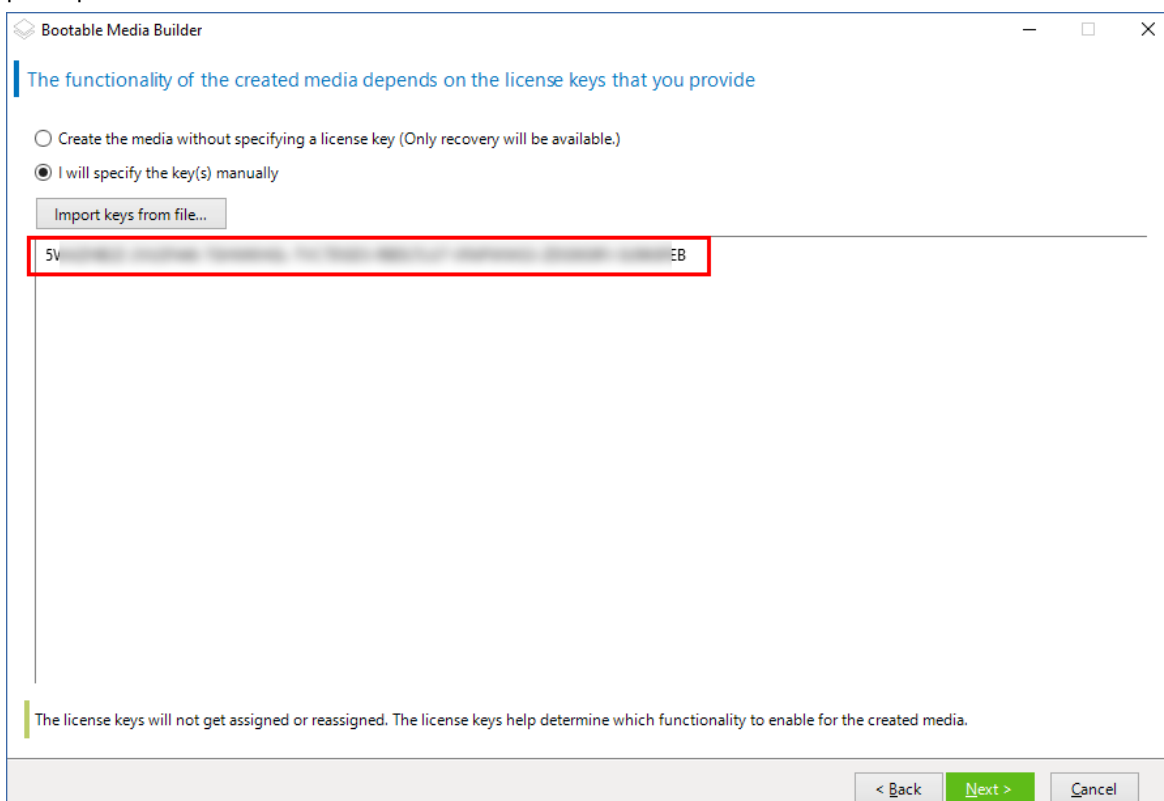 Bootable Media Builder
The functionality of the created media depends on the license keys that you provide
Create the media without specifying a license key (Only recovery will be available.)
I will specify the key(s) manually
Import keys from file...
5V EB
The license keys will not get assigned or reassigned. The license keys help determine which functionality to enable for the created media.
< Back Next > Cancel